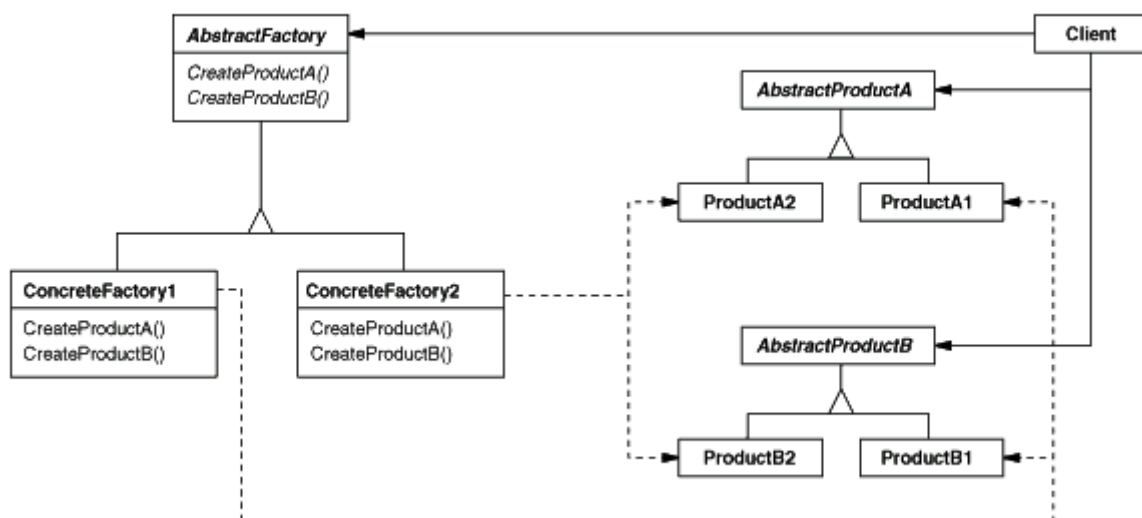 AbstractFactory
CreateProductA()
CreateProductB()
Client
AbstractProductA
ProductA2
ProductA1
ConcreteFactory1
CreateProductA()
CreateProductB()
ConcreteFactory2
CreateProductA()
CreateProductB()
AbstractProductB
ProductB2
ProductB1